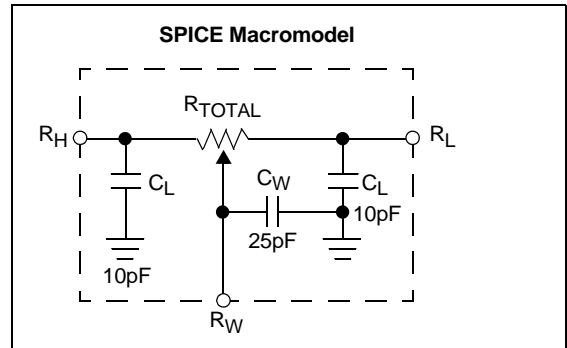 SPICE Macromodel
RTOTAL
RH
RL
CL
CW
CL
10pF
25pF
10pF
RW